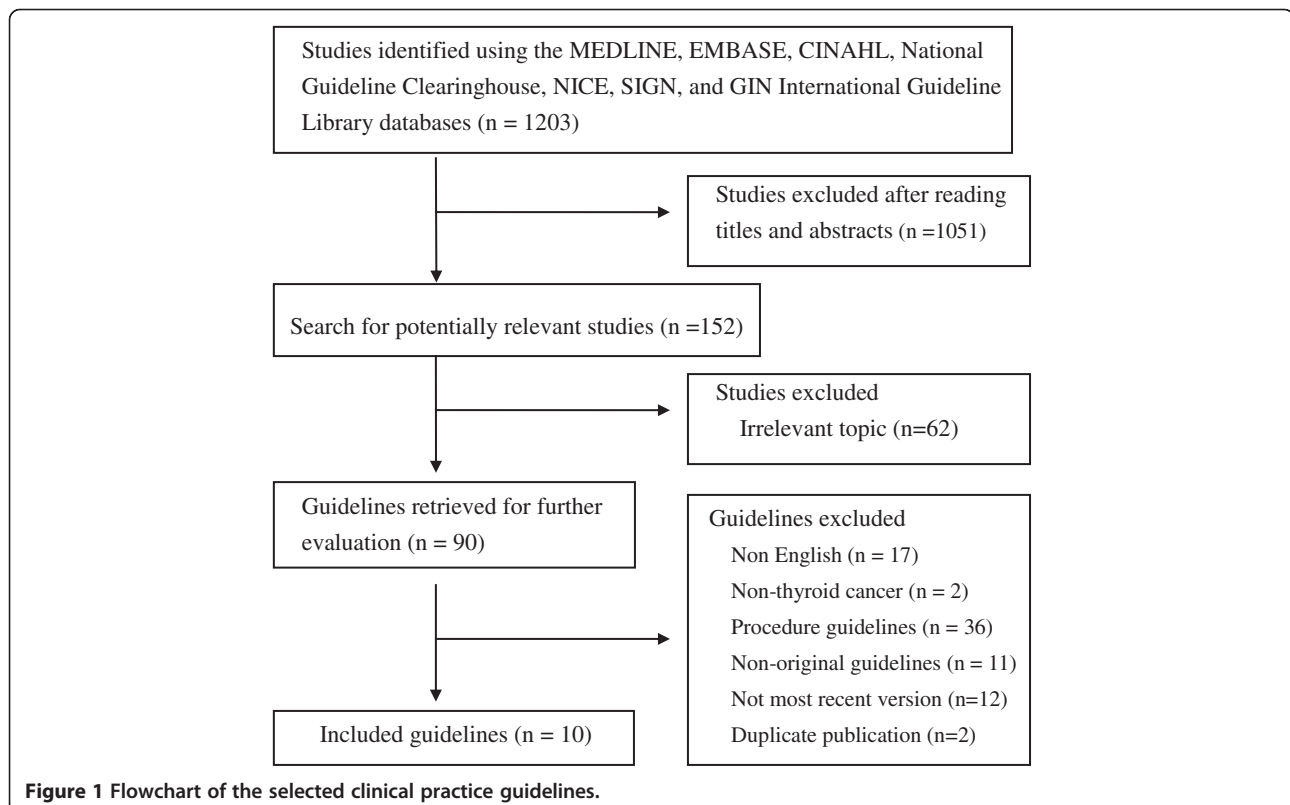 Studies identified using the MEDLINE, EMBASE, CINAHL, National
Guideline Clearinghouse, NICE, SIGN, and GIN International Guideline
Library databases (n = 1203)
Studies excluded after reading
titles and abstracts (n =1051)
Search for potentially relevant studies (n =152)
Studies excluded
Irrelevant topic (n=62)
Guidelines retrieved for further
evaluation (n = 90)
Guidelines excluded
Non English (n = 17)
Non-thyroid cancer (n = 2)
Procedure guidelines (n = 36)
Non-original guidelines (n = 11)
Not most recent version (n=12)
Duplicate publication (n=2)
Included guidelines (n = 10)
Figure 1 Flowchart of the selected clinical practice guidelines.